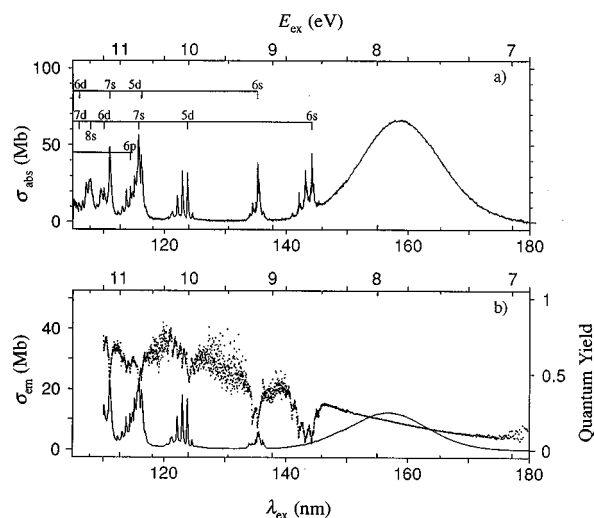 E_ex (eV)
11 10 9 8 7
100
50
0
σ_abs (Mb)
a)
6d 7s 5d 6s
7d 6d 7s 5d 6s
8s
6p
120 140 160 180
11 10 9 8 7
b)
40
20
0
σ_em (Mb)
1
0.5
0
Quantum Yield
120 140 160 180
λ_ex (nm)